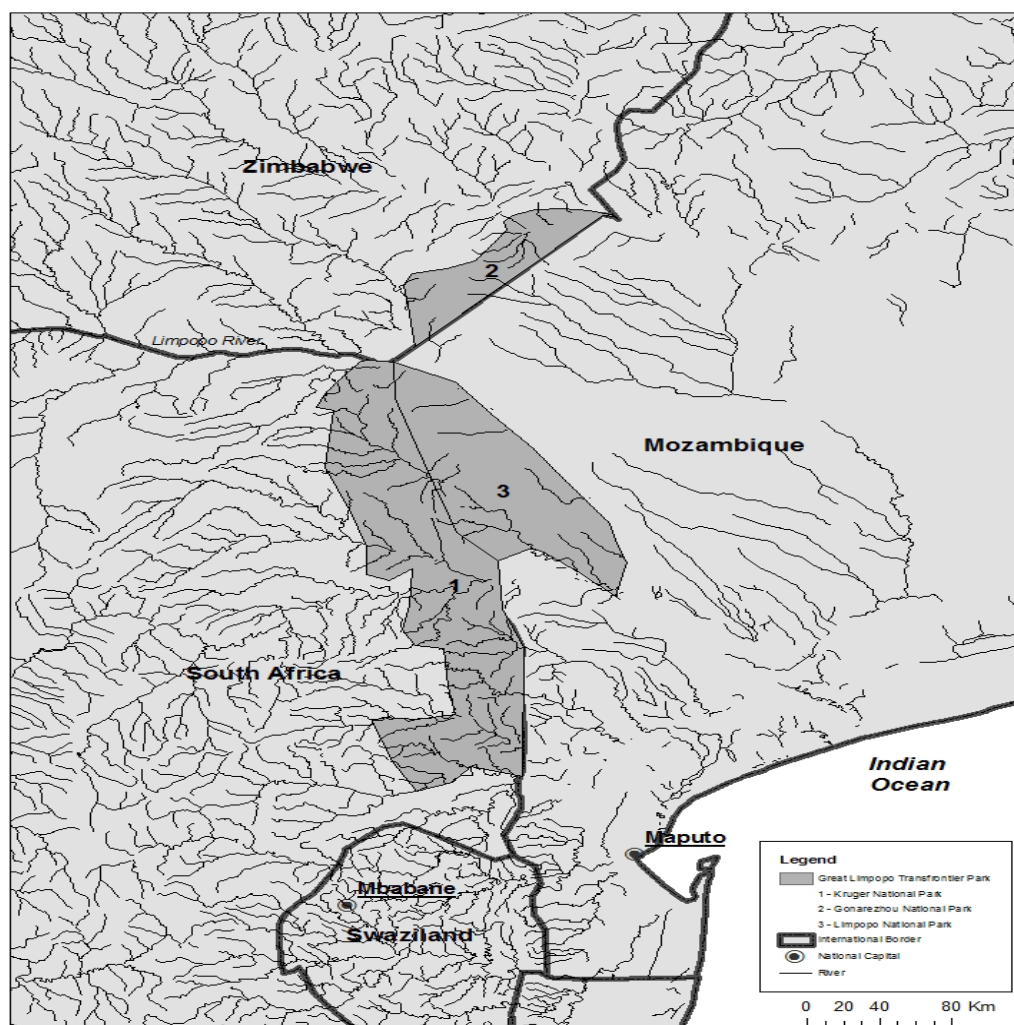 Zimbabwe
2
Limpopo River
Mozambique
3
1
South Africa
Indian
Ocean
Maputo
Mbabane
Swaziland
Legend
Great Limpopo Transfrontier Park
1 - Kruger National Park
2 - Gonarezhou National Park
3 - Limpopo National Park
International Border
National Capital
River
0 20 40 80 Km